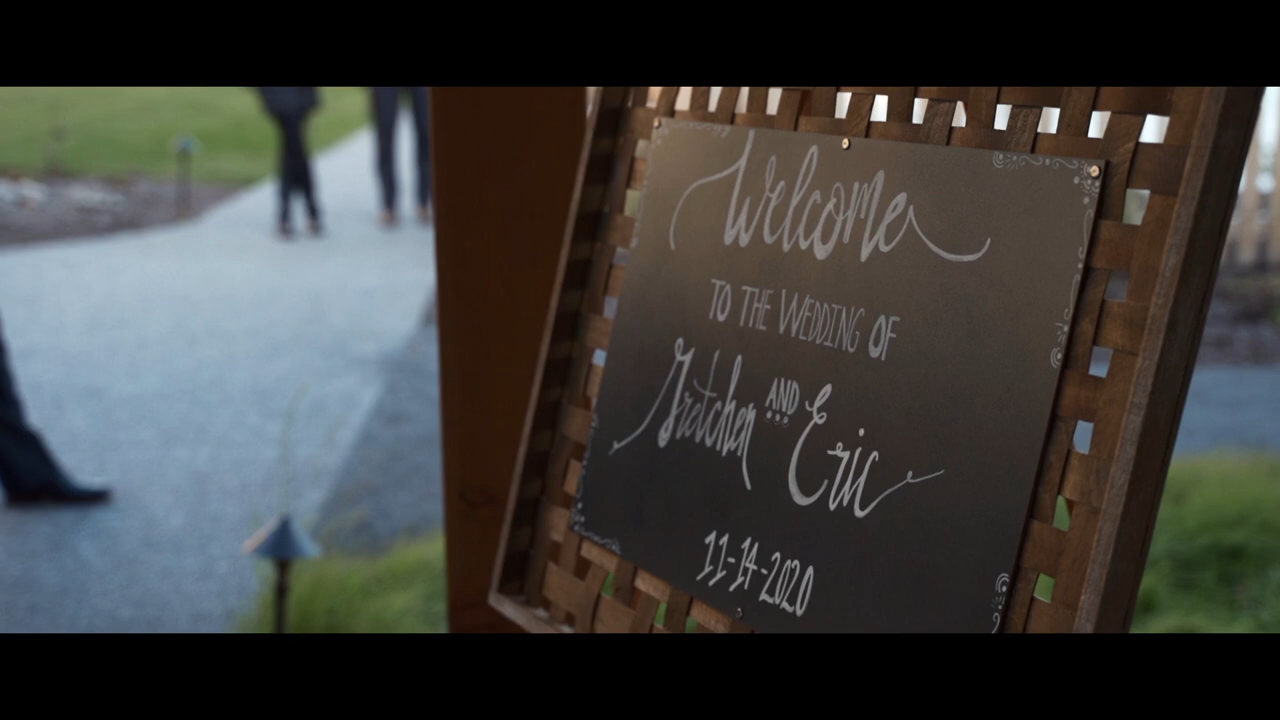 Welcome
TO THE WEDDING OF
Gretchen AND Eric
11-14-2020